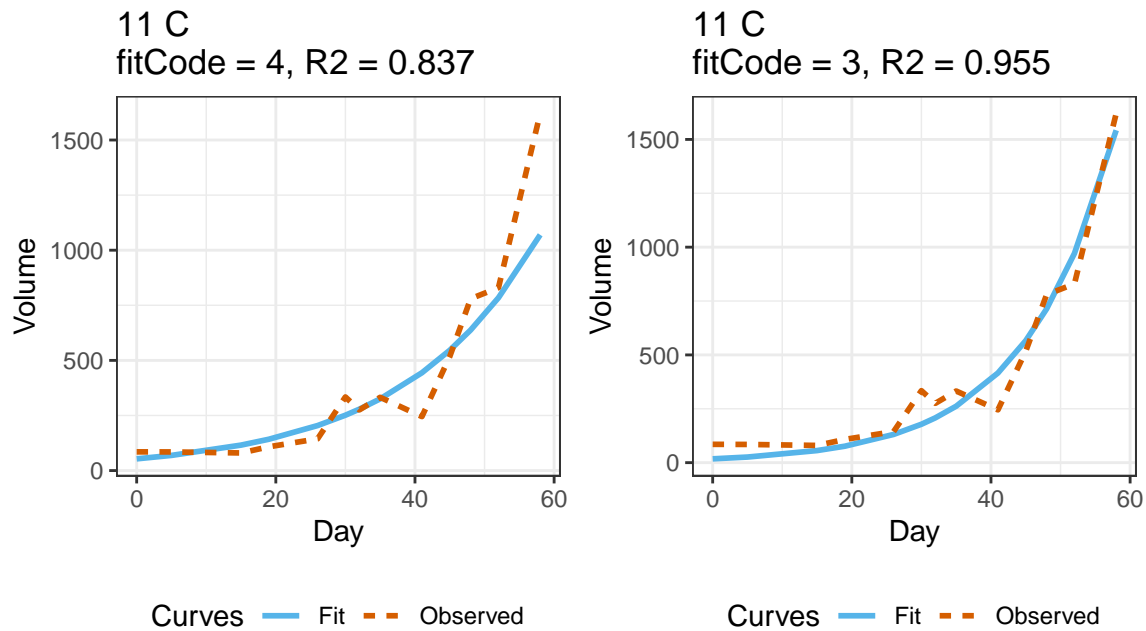 11 C
fitCode = 4, R2 = 0.837
1500
1000
500
0
Volume
0 20 40 60
Day
Curves Fit Observed
11 C
fitCode = 3, R2 = 0.955
1500
1000
500
0
Volume
0 20 40 60
Day
Curves Fit Observed